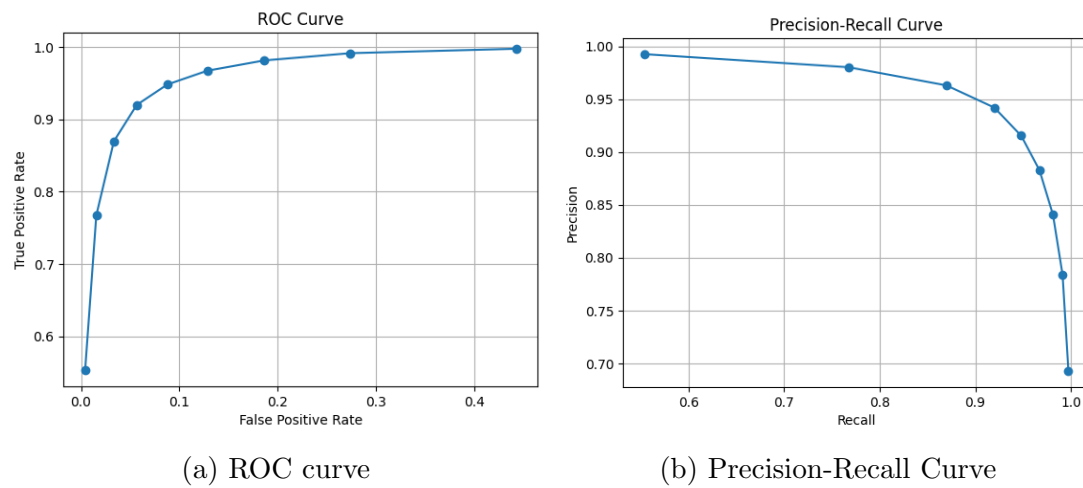 ROC Curve
1.0
0.9
0.8
0.7
0.6
True Positive Rate
0.0 0.1 0.2 0.3 0.4
False Positive Rate
(a) ROC curve
Precision-Recall Curve
1.00
0.95
0.90
0.85
0.80
0.75
0.70
Precision
0.6 0.7 0.8 0.9 1.0
Recall
(b) Precision-Recall Curve